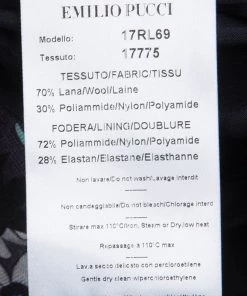 EMILIO PUCCI
Modello: 17RL69
Tessuto: 17775
TESSUTO/FABRIC/TISSU
70% Lana/Wool/Laine
30% Poliammide/Nylon/Polyamide
FODERA/LINING/DOUBLURE
72% Poliammide/Nylon/Polyamide
28% Elastan/Elastane/Elasthanne
Non lavare/Do not wash/Lavage interdit
Non candeggiabile/Do not bleach/Chlorage interd
Stirare max 110°C/Iron, Steam or Dry, low heat
Repassage à 110°C max
Lava a secco delicato con percloroetilene
Gentle dry clean w/perchloroethylene